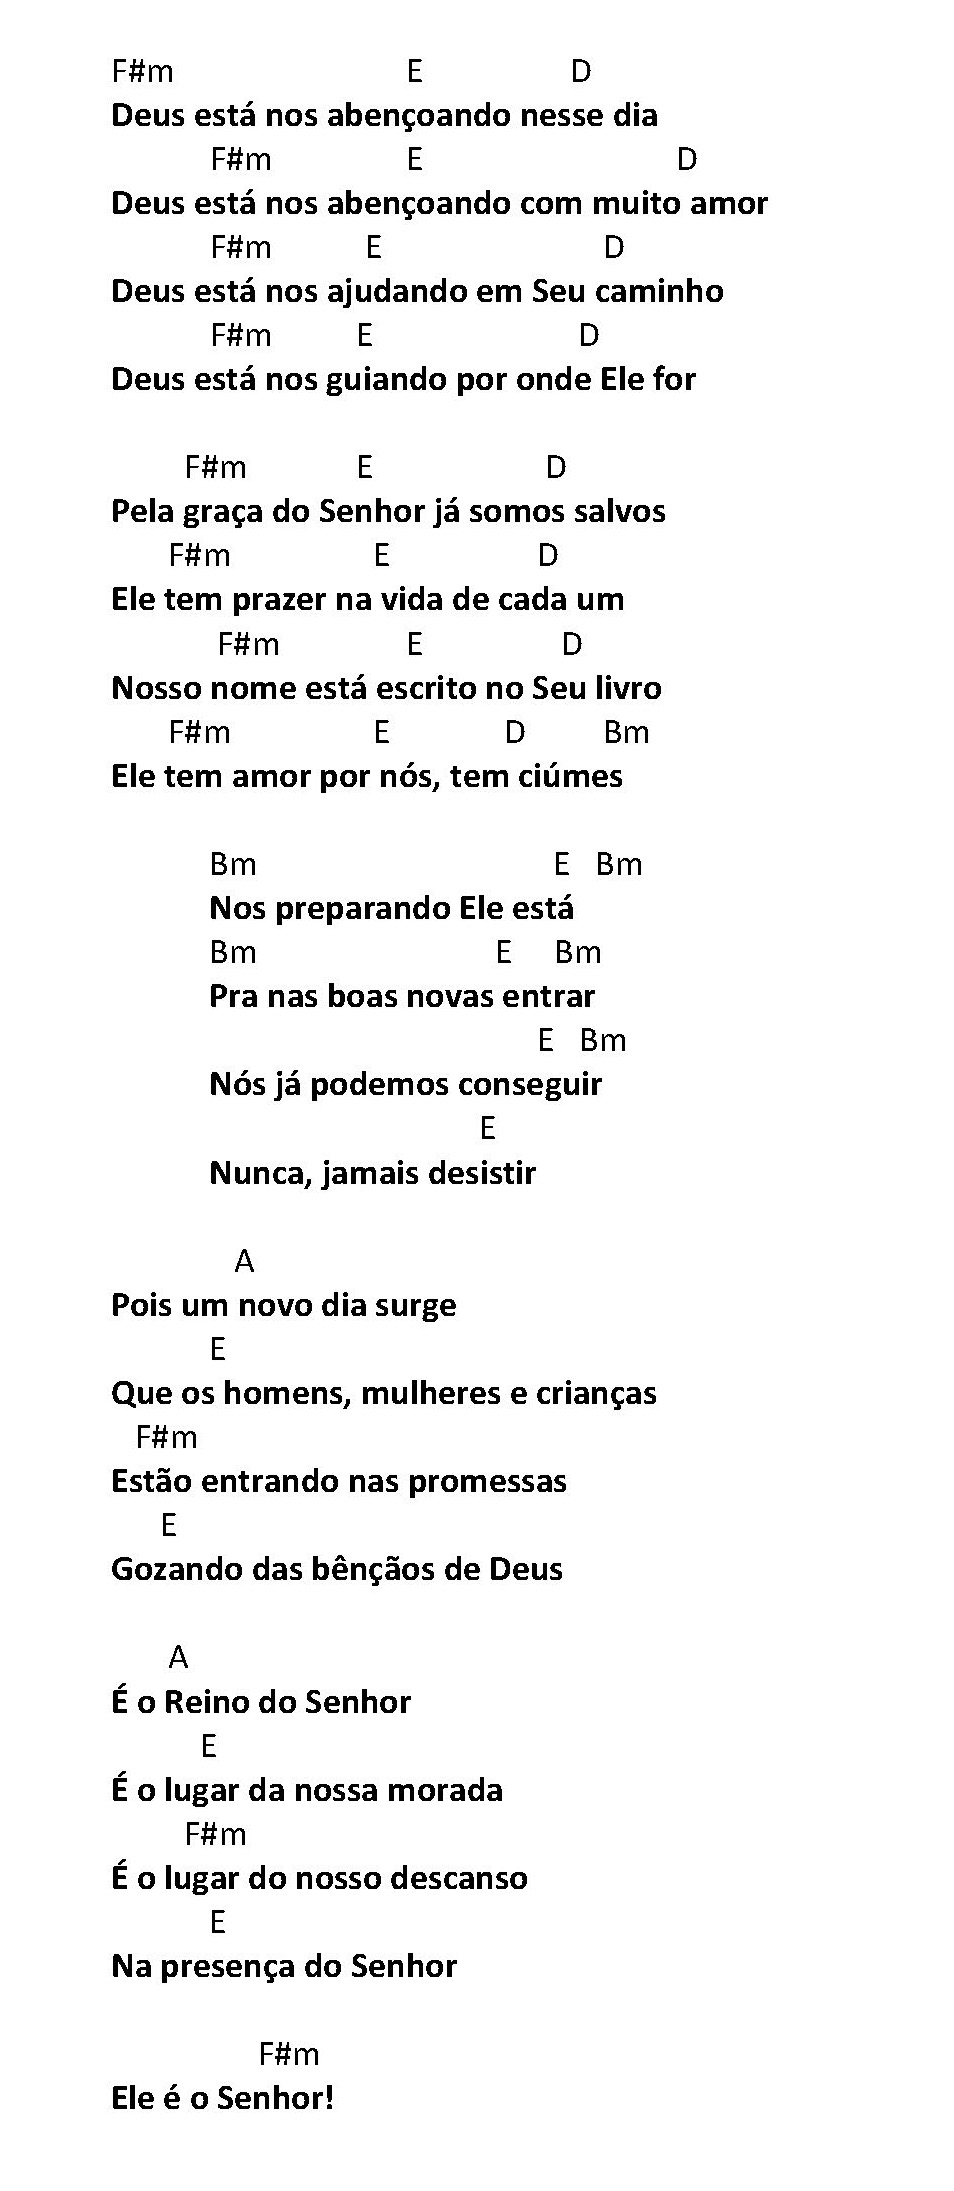 F#m E D
Deus está nos abençoando nesse dia
F#m E D
Deus está nos abençoando com muito amor
F#m E D
Deus está nos ajudando em Seu caminho
F#m E D
Deus está nos guiando por onde Ele for
F#m E D
Pela graça do Senhor já somos salvos
F#m E D
Ele tem prazer na vida de cada um
F#m E D
Nosso nome está escrito no Seu livro
F#m E D Bm
Ele tem amor por nós, tem ciúmes
Bm E Bm
Nos preparando Ele está
Bm E Bm
Pra nas boas novas entrar
E Bm
Nós já podemos conseguir
E
Nunca, jamais desistir
A
Pois um novo dia surge
E
Que os homens, mulheres e crianças
F#m
Estão entrando nas promessas
E
Gozando das bênçãos de Deus
A
É o Reino do Senhor
E
É o lugar da nossa morada
F#m
É o lugar do nosso descanso
E
Na presença do Senhor
F#m
Ele é o Senhor!